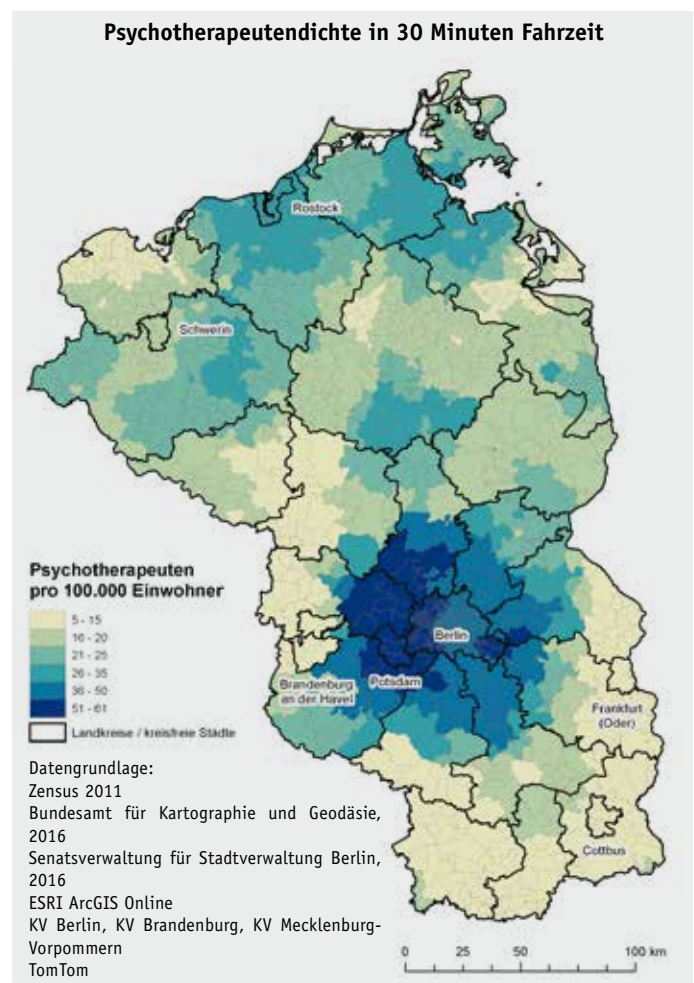 Psychotherapeutendichte in 30 Minuten Fahrzeit
Rostock
Schwerin
Berlin
Potsdam
Brandenburg
an der Havel
Frankfurt
(Oder)
Cottbus
Psychotherapeuten
pro 100.000 Einwohner
5 - 15
16 - 20
21 - 25
26 - 35
36 - 50
51 - 61
Landkreise / kreisfreie Städte
Datengrundlage:
Zensus 2011
Bundesamt für Kartographie und Geodäsie,
2016
Senatsverwaltung für Stadtverwaltung Berlin,
2016
ESRI ArcGIS Online
KV Berlin, KV Brandenburg, KV Mecklenburg-
Vorpommern
TomTom
0 25 50 100 km